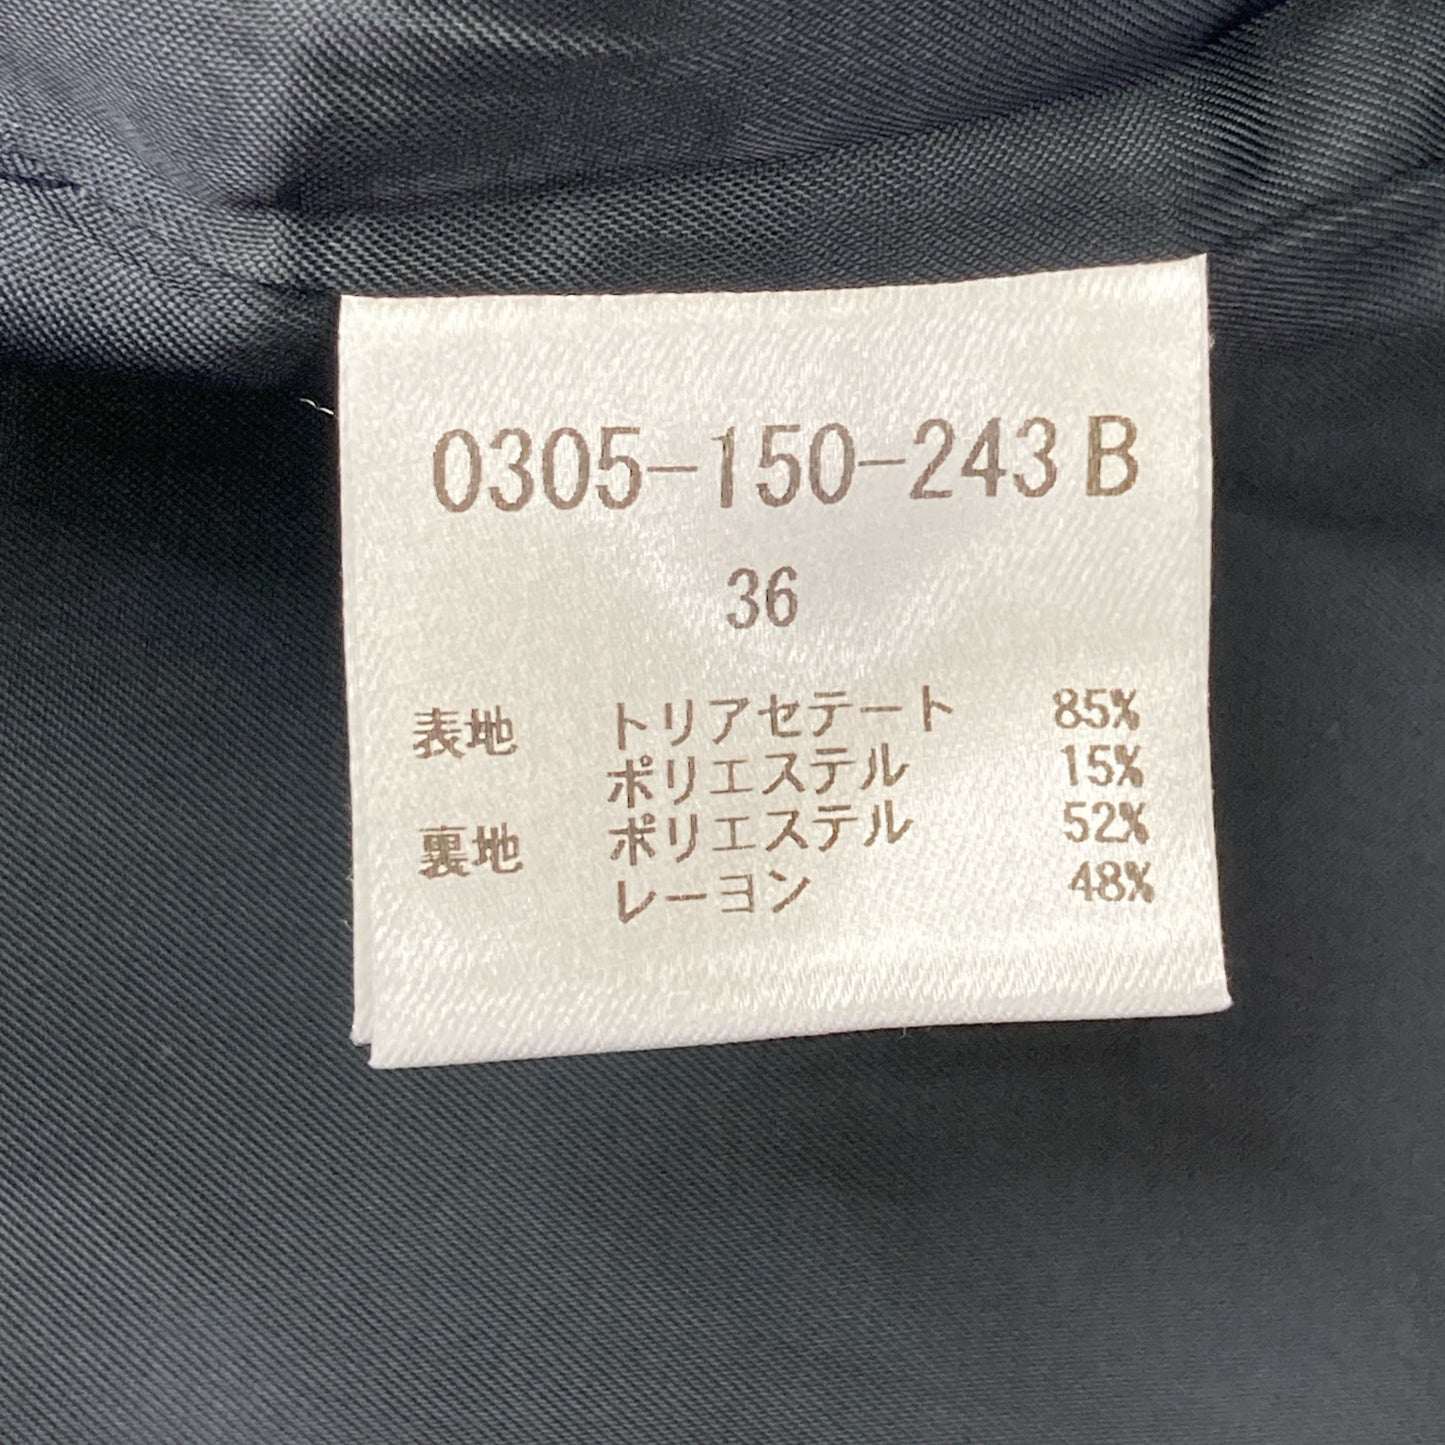 0305-150-243B
36
表地 トリアセテート 85%
ポリエステル 15%
裏地 ポリエステル 52%
レーヨン 48%